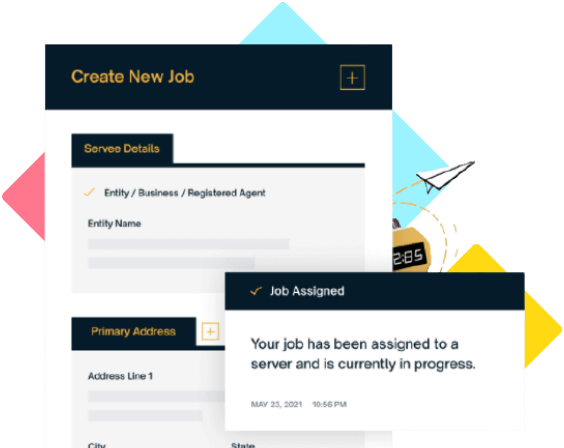 Create New Job
Servee Details
Entity / Business / Registered Agent
Entity Name
2:85
Job Assigned
Primary Address
Your job has been assigned to a
server and is currently in progress.
Address Line 1
MAY 23, 2021 10:56 PM
City State